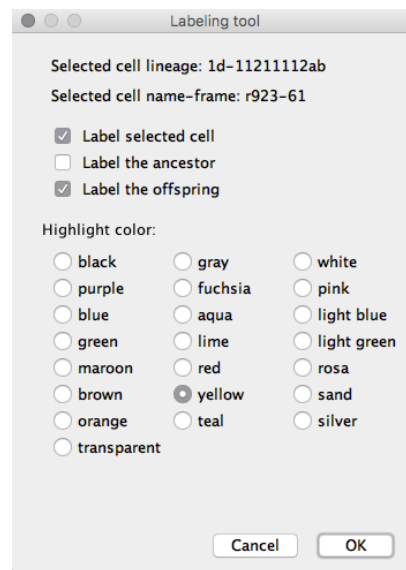 Labeling tool
Selected cell lineage: 1d-11211112ab
Selected cell name-frame: r923-61
Label selected cell
Label the ancestor
Label the offspring
Highlight color:
black gray white
purple fuchsia pink
blue aqua light blue
green lime light green
maroon red rosa
brown yellow sand
orange teal silver
transparent
Cancel OK